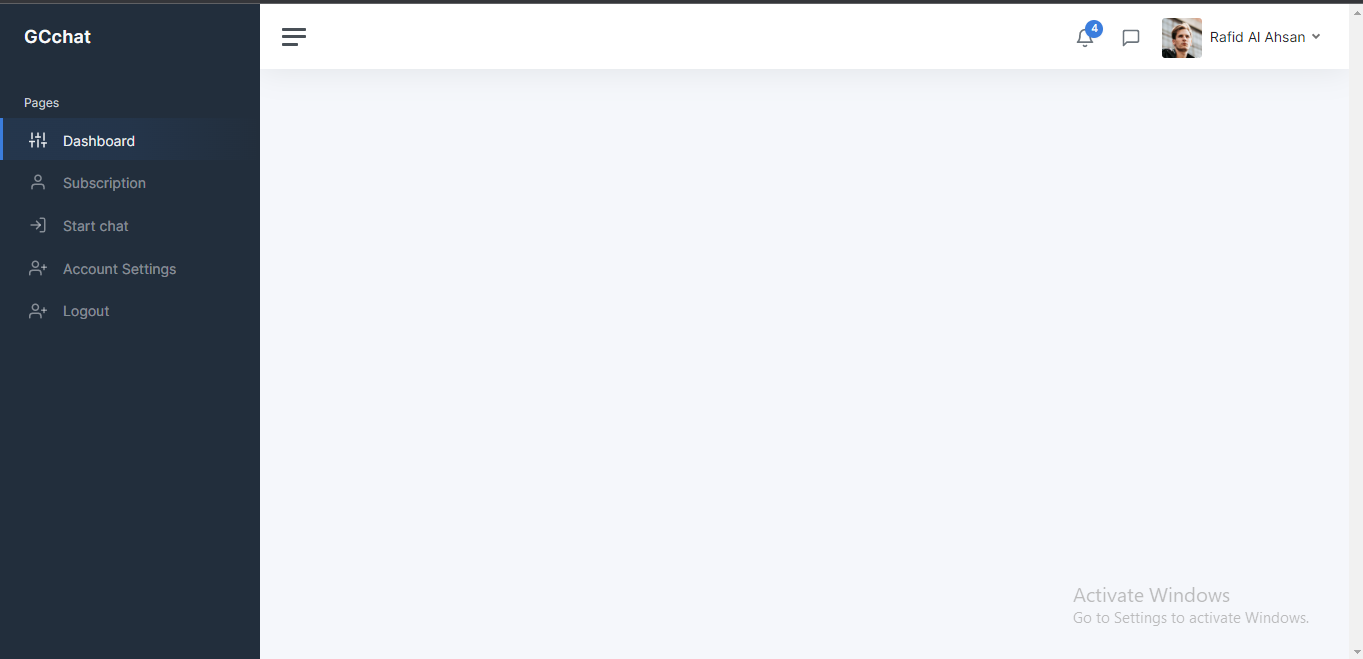 GCchat
4
Rafid Al Ahsan
Pages
Dashboard
Subscription
Start chat
Account Settings
Logout
Activate Windows
Go to Settings to activate Windows.